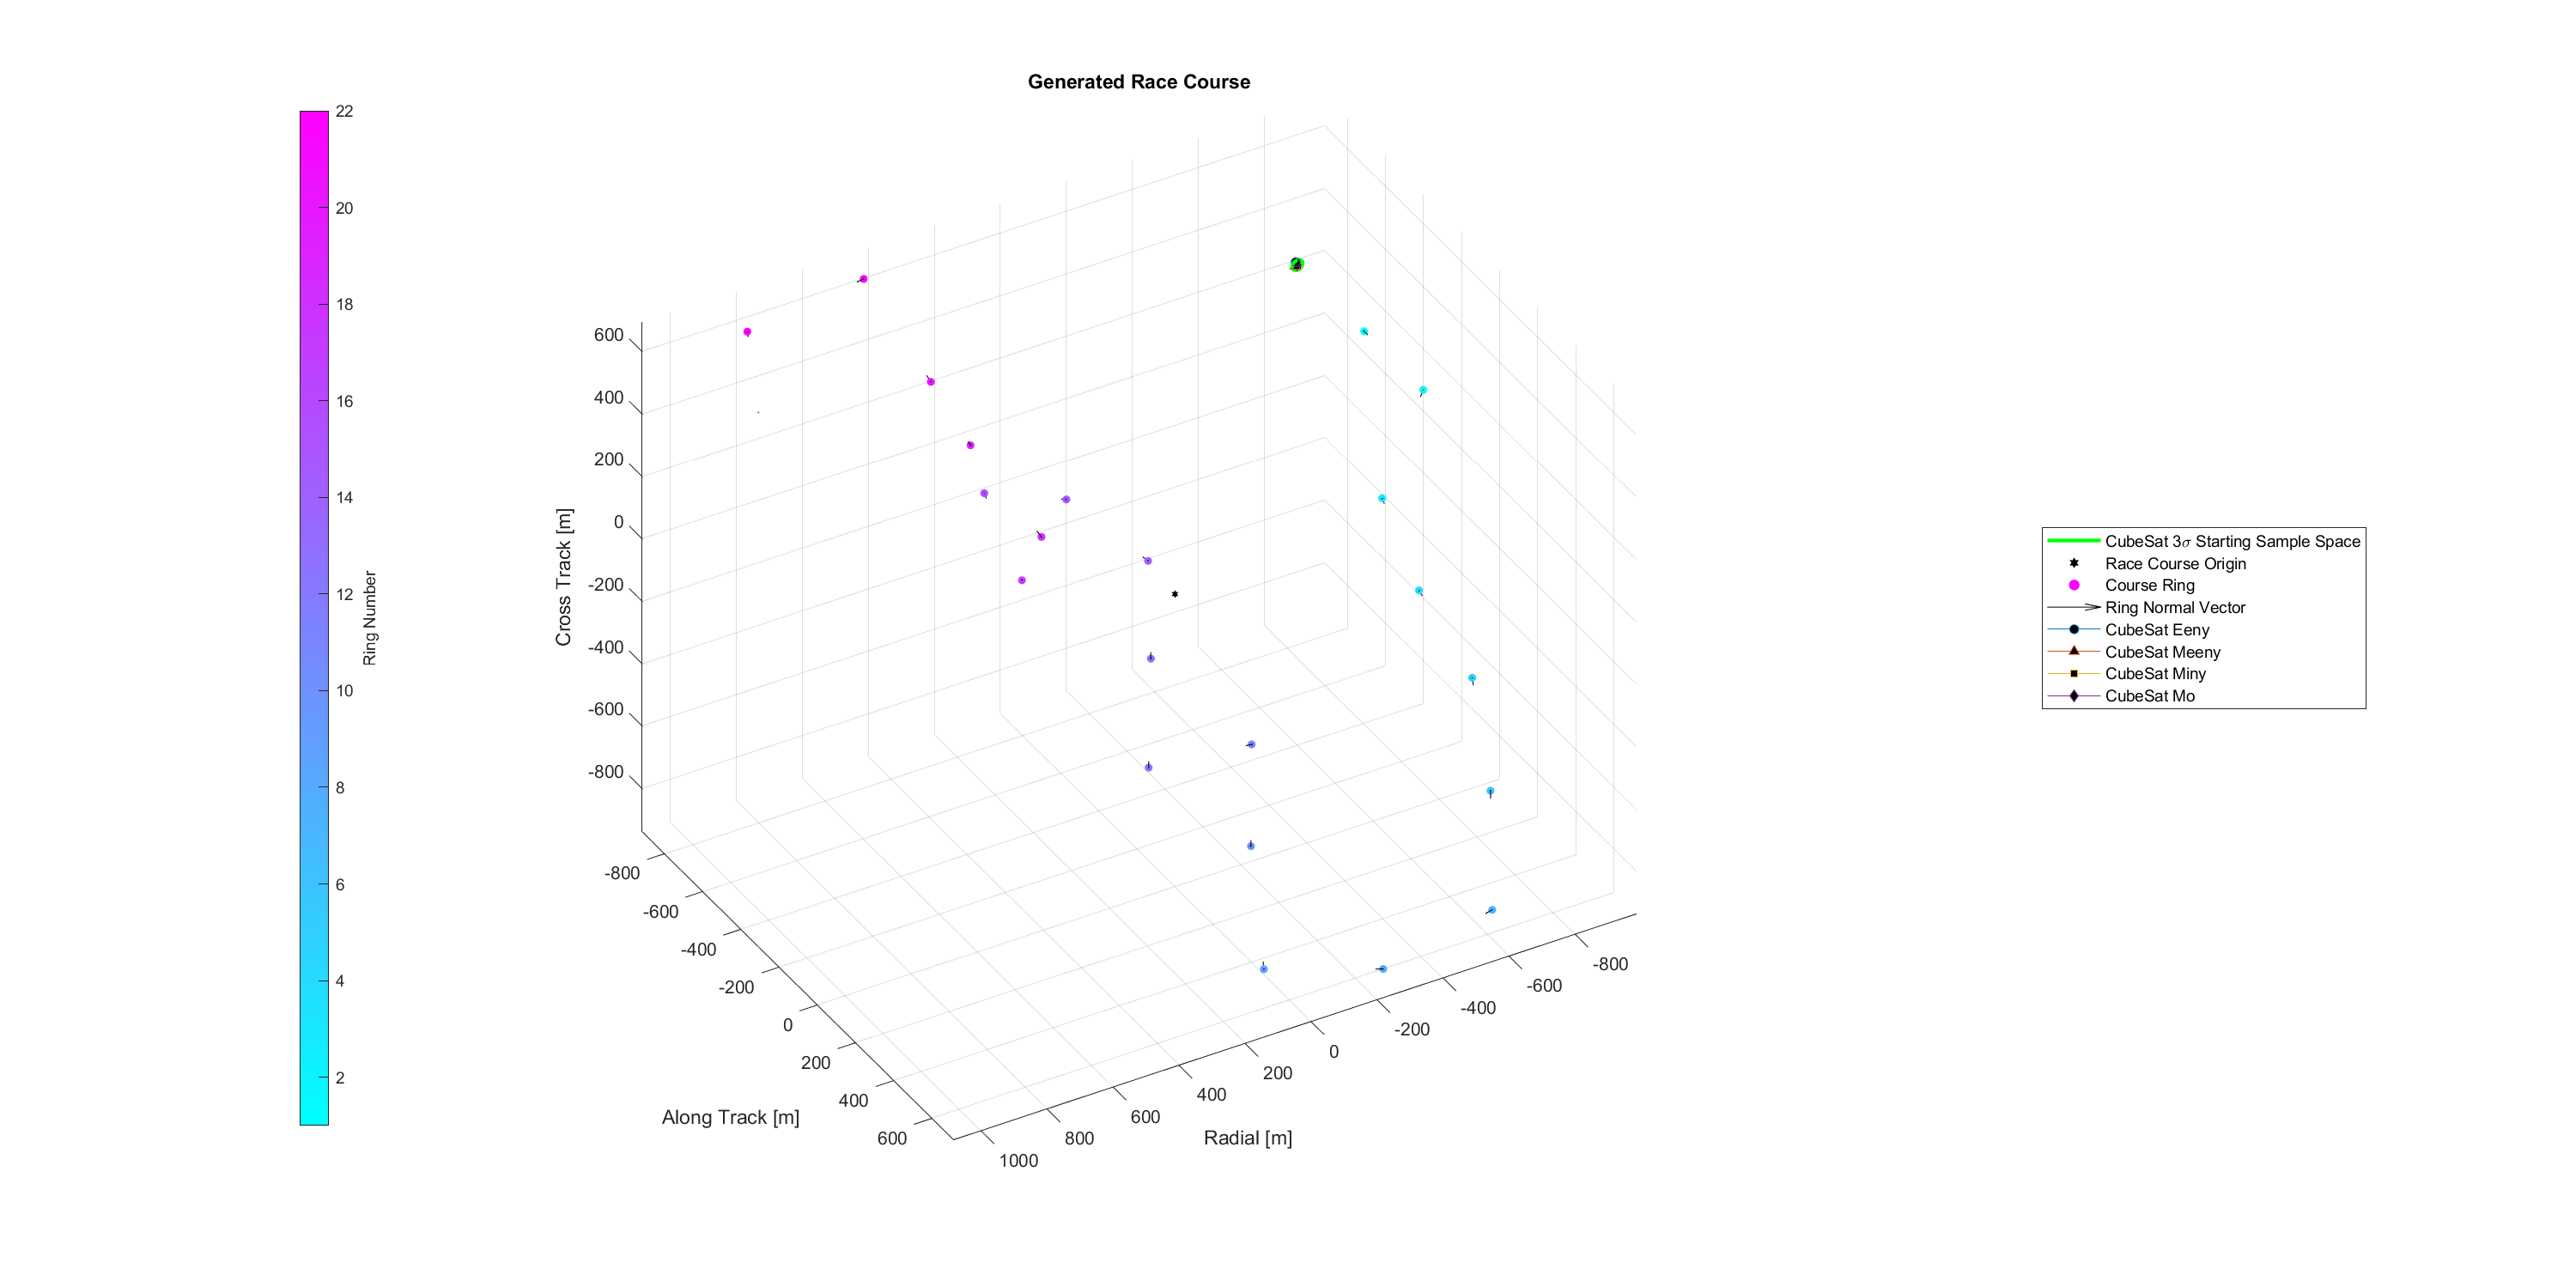 Generated Race Course
22
20
18
16
14
12
10
8
6
4
2
Ring Number
600
400
200
0
-200
-400
-600
-800
Cross Track [m]
-800
-600
-400
-200
0
200
400
600
Along Track [m]
1000
800
600
400
200
0
-200
-400
-600
-800
Radial [m]
CubeSat 3σ Starting Sample Space
Race Course Origin
Course Ring
Ring Normal Vector
CubeSat Eeny
CubeSat Meeny
CubeSat Miny
CubeSat Mo